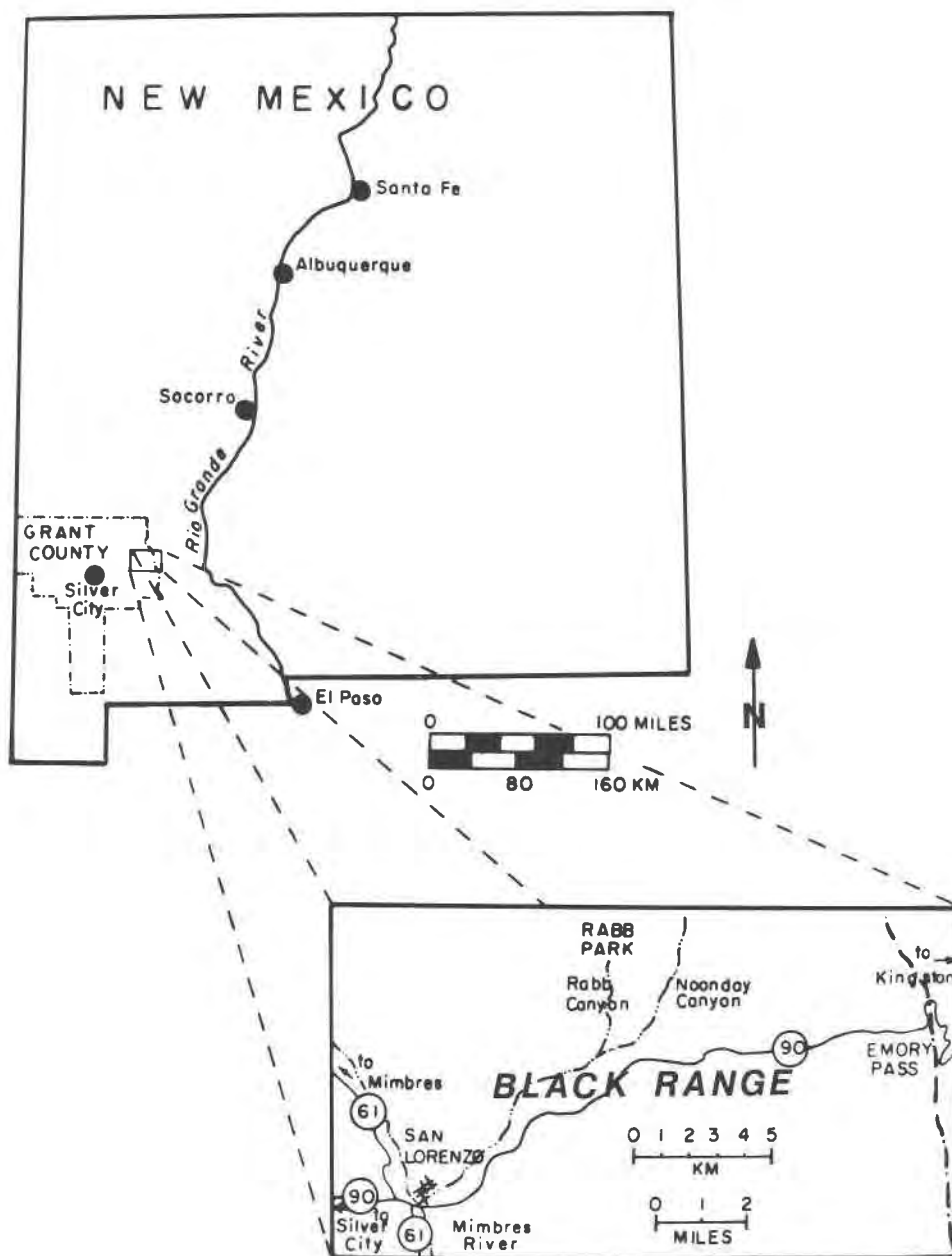 NEW MEXICO
Santa Fe
Albuquerque
River
Socorro
Rio Grande
GRANT
COUNTY
Silver
City
El Paso
N
0 100 MILES
0 80 160 KM
RABB
PARK
Rabb
Canyon
Noonday
Canyon
to
Kingston
90
EMORY
PASS
BLACK RANGE
to
Mimbres
61
SAN
LORENZO
0 1 2 3 4 5
KM
90
to
Silver
City
61
Mimbres
River
0 1 2
MILES